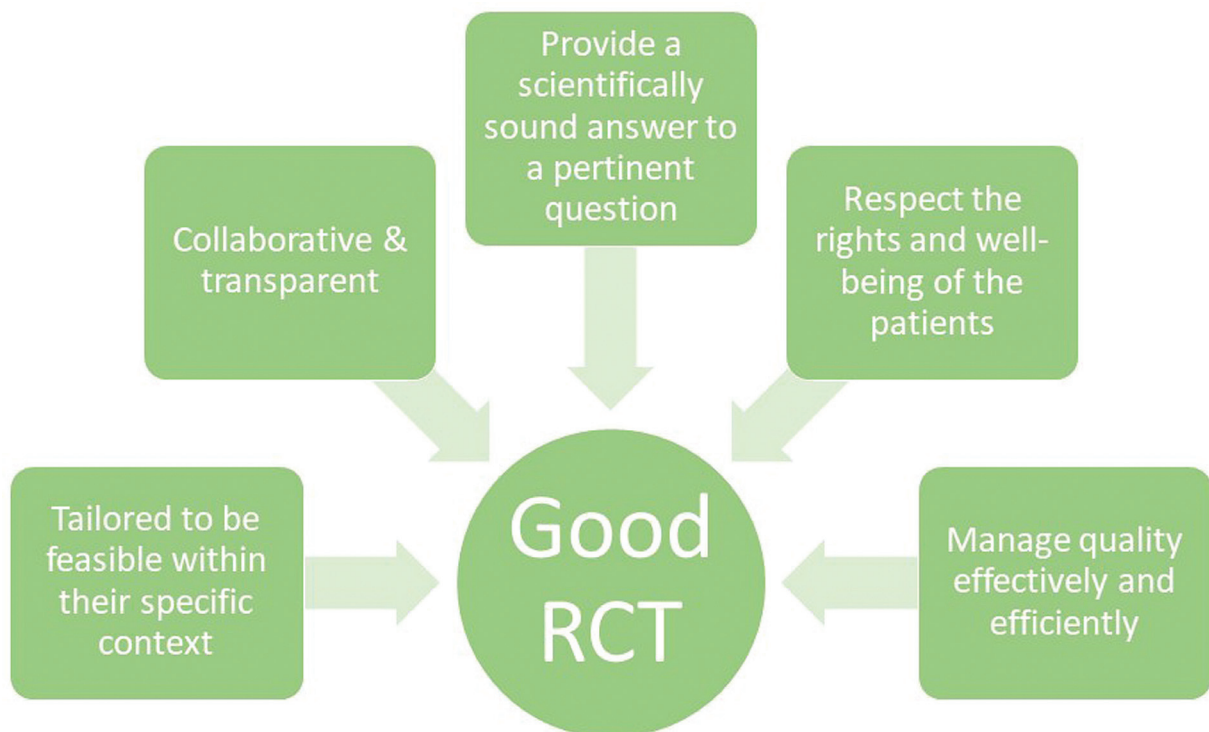 Provide a
scientifically
sound answer to
a pertinent
question
Collaborative &
transparent
Respect the
rights and well-
being of the
patients
Tailored to be
feasible within
their specific
context
Good
RCT
Manage quality
effectively and
efficiently